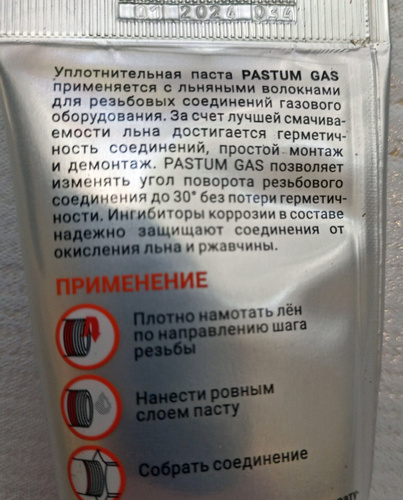 Уплотнительная паста PASTUM GAS
применяется с льняными волокнами
для резьбовых соединений газового
оборудования. За счет лучшей смачива-
емости льна достигается герметич-
ность соединений, простой монтаж
и демонтаж. PASTUM GAS позволяет
изменять угол поворота резьбового
соединения до 30° без потери герметич-
ности. Ингибиторы коррозии в составе
надежно защищают соединения от
окисления льна и ржавчины.
ПРИМЕНЕНИЕ
Плотно намотать лён
по направлению шага
резьбы
Нанести ровным
слоем пасту
Собрать соединение